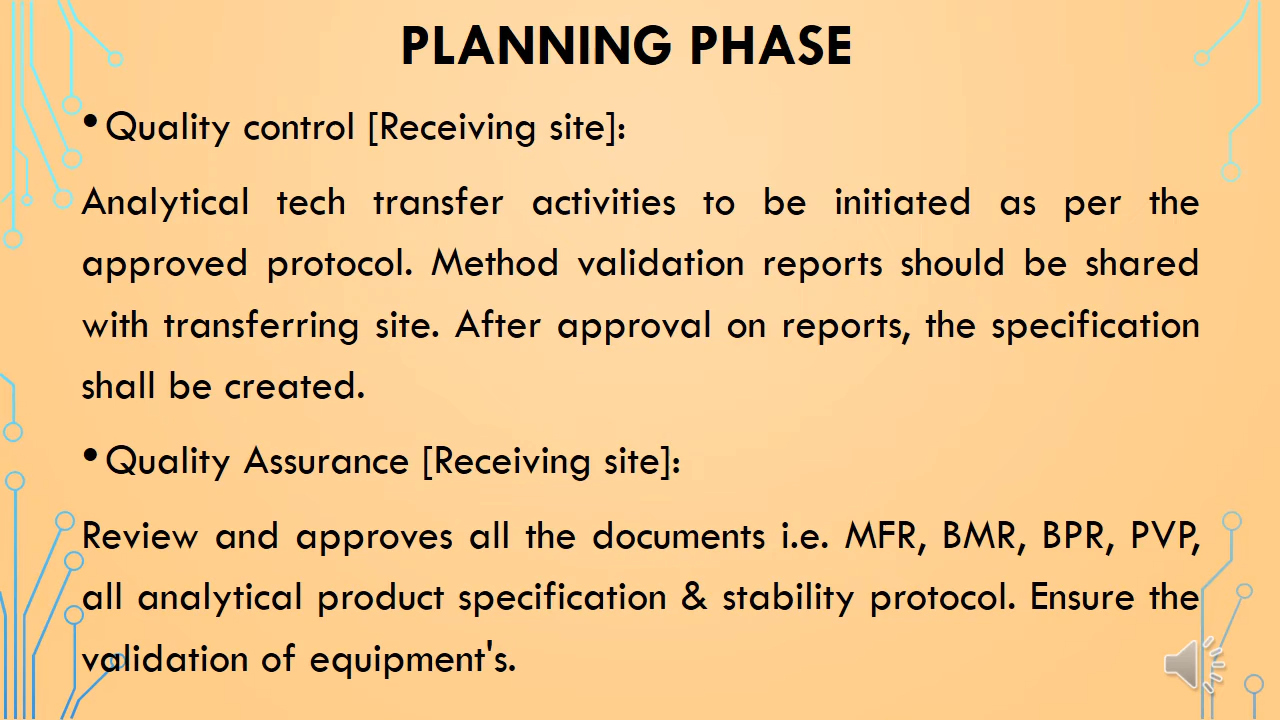 PLANNING PHASE
• Quality control [Receiving site]:
Analytical tech transfer activities to be initiated as per the
approved protocol. Method validation reports should be shared
with transferring site. After approval on reports, the specification
shall be created.
• Quality Assurance [Receiving site]:
Review and approves all the documents i.e. MFR, BMR, BPR, PVP,
all analytical product specification & stability protocol. Ensure the
validation of equipment's.